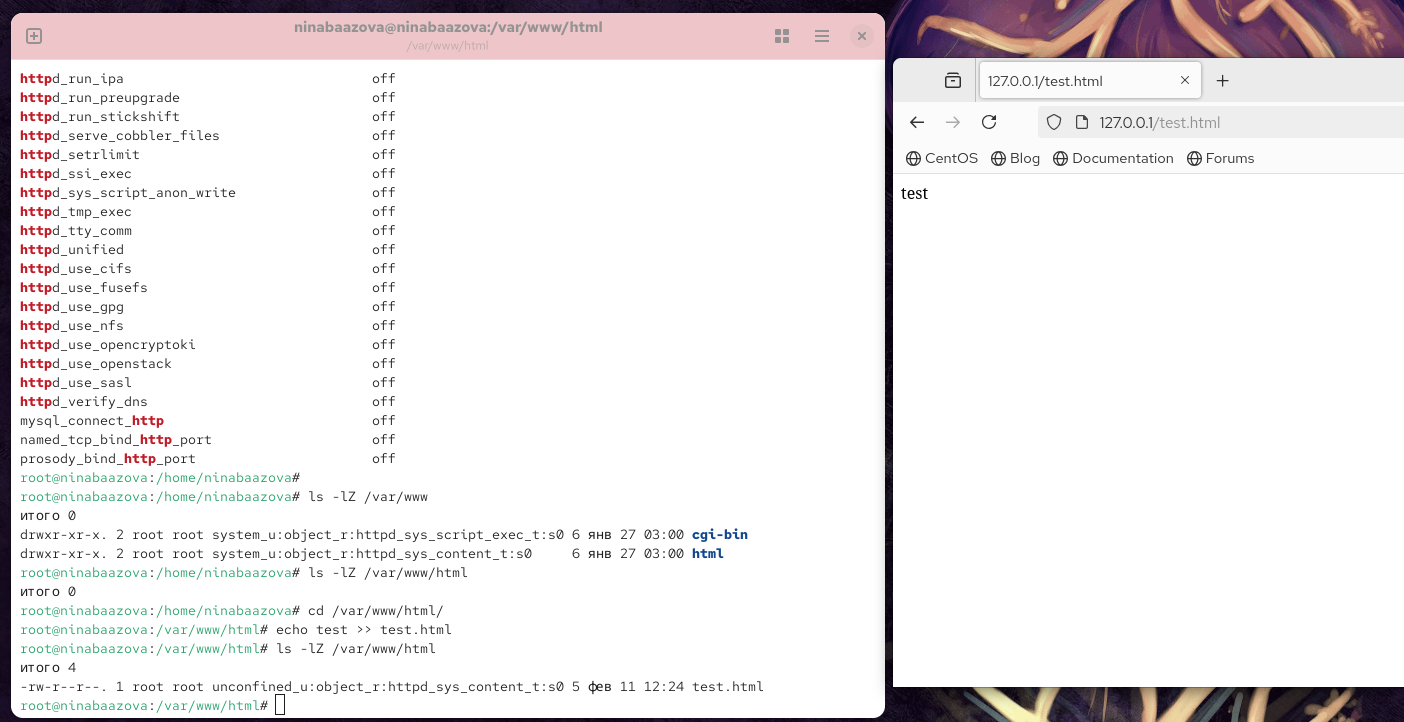 ninabaazova@ninabaazova:/var/www/html
/var/www/html
httpd_run_ipa                               off
httpd_run_preupgrade                        off
httpd_run_stickshift                        off
httpd_serve_cobbler_files                   off
httpd_setrlimit                             off
httpd_ssi_exec                              off
httpd_sys_script_anon_write                 off
httpd_tmp_exec                              off
httpd_tty_comm                              off
httpd_unified                               off
httpd_use_cifs                              off
httpd_use_fusefs                            off
httpd_use_gpg                               off
httpd_use_nfs                               off
httpd_use_opencryptoki                      off
httpd_use_openstack                         off
httpd_use_sasl                              off
httpd_verify_dns                            off
mysql_connect_http                          off
named_tcp_bind_http_port                    off
prosody_bind_http_port                      off
root@ninabaazova:/home/ninabaazova#
root@ninabaazova:/home/ninabaazova# ls -lZ /var/www
итого 0
drwxr-xr-x. 2 root root system_u:object_r:httpd_sys_script_exec_t:s0 6 янв 27 03:00 cgi-bin
drwxr-xr-x. 2 root root system_u:object_r:httpd_sys_content_t:s0     6 янв 27 03:00 html
root@ninabaazova:/home/ninabaazova# ls -lZ /var/www/html
итого 0
root@ninabaazova:/home/ninabaazova# cd /var/www/html/
root@ninabaazova:/var/www/html# echo test >> test.html
root@ninabaazova:/var/www/html# ls -lZ /var/www/html
итого 4
-rw-r--r--. 1 root root unconfined_u:object_r:httpd_sys_content_t:s0 5 фев 11 12:24 test.html
root@ninabaazova:/var/www/html#
127.0.0.1/test.html
127.0.0.1/test.html
CentOS Blog Documentation Forums
test